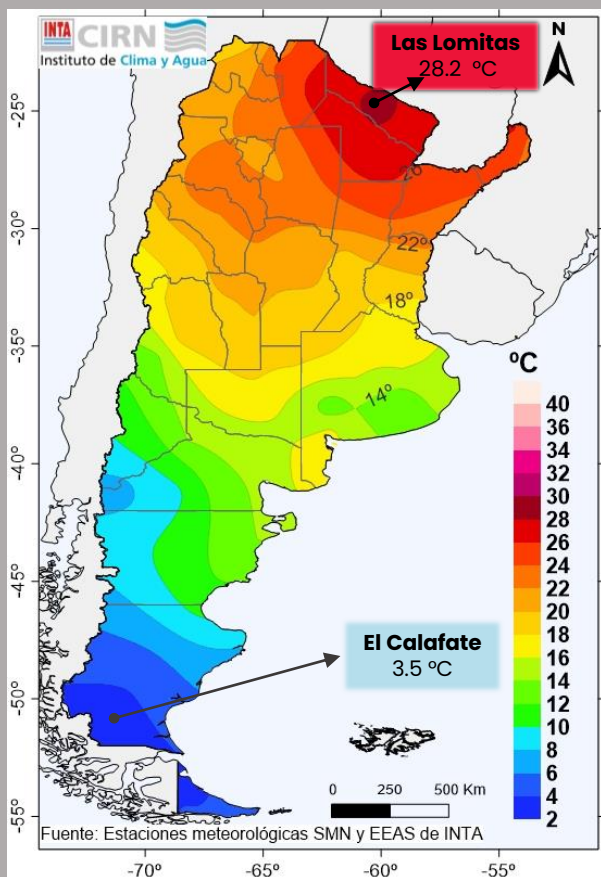 INTA CIRN
Instituto de Clima y Agua
Las Lomitas
28.2 ºC
N
-25°
-30°
-35°
-40°
-45°
-50°
-55°
26°
22°
18°
14°
ºC
40
36
34
32
30
28
26
24
22
20
18
16
14
12
10
8
6
4
2
El Calafate
3.5 ºC
0 250 500 Km
Fuente: Estaciones meteorológicas SMN y EEAS de INTA
-70° -65° -60° -55°